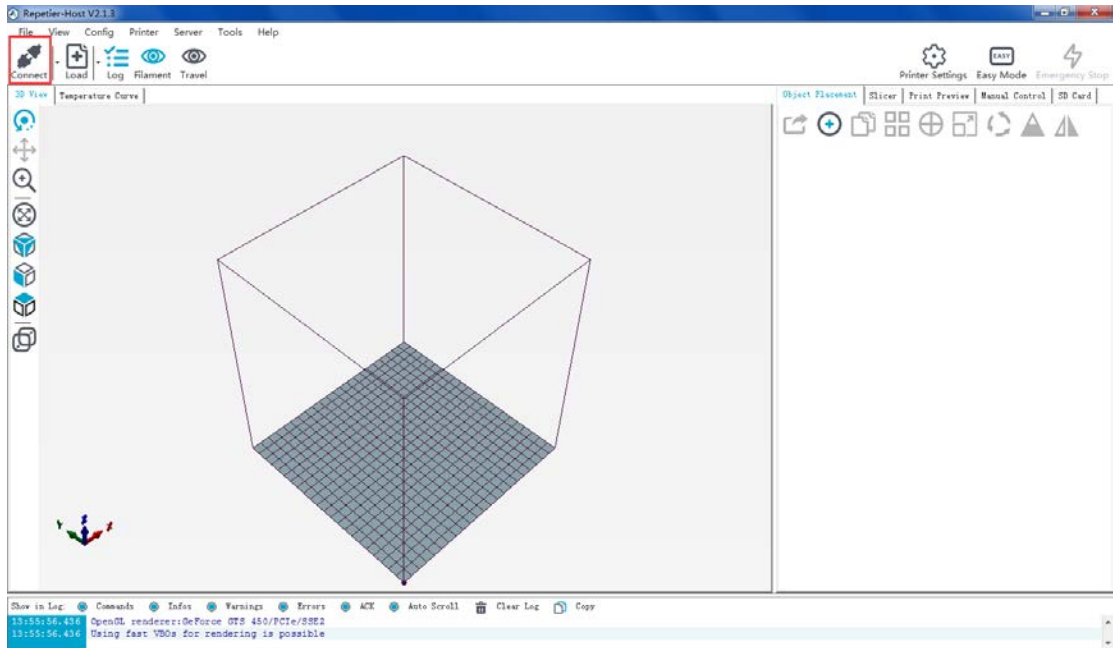 Repetier-Host V2.1.3
File View Config Printer Server Tools Help
Connect Load Log Filament Travel
Printer Settings Easy Mode Emergency Stop
EASY
3D View Temperature Curve
Object Placement Slicer Print Preview Manual Control SD Card
Show in Log: Commands Infos Warnings Errors ACK Auto Scroll Clear Log Copy
13:55:56.436 OpenGL renderer:GeForce GTS 450/PCIe/SSE2
13:55:56.436 Using fast VBOs for rendering is possible